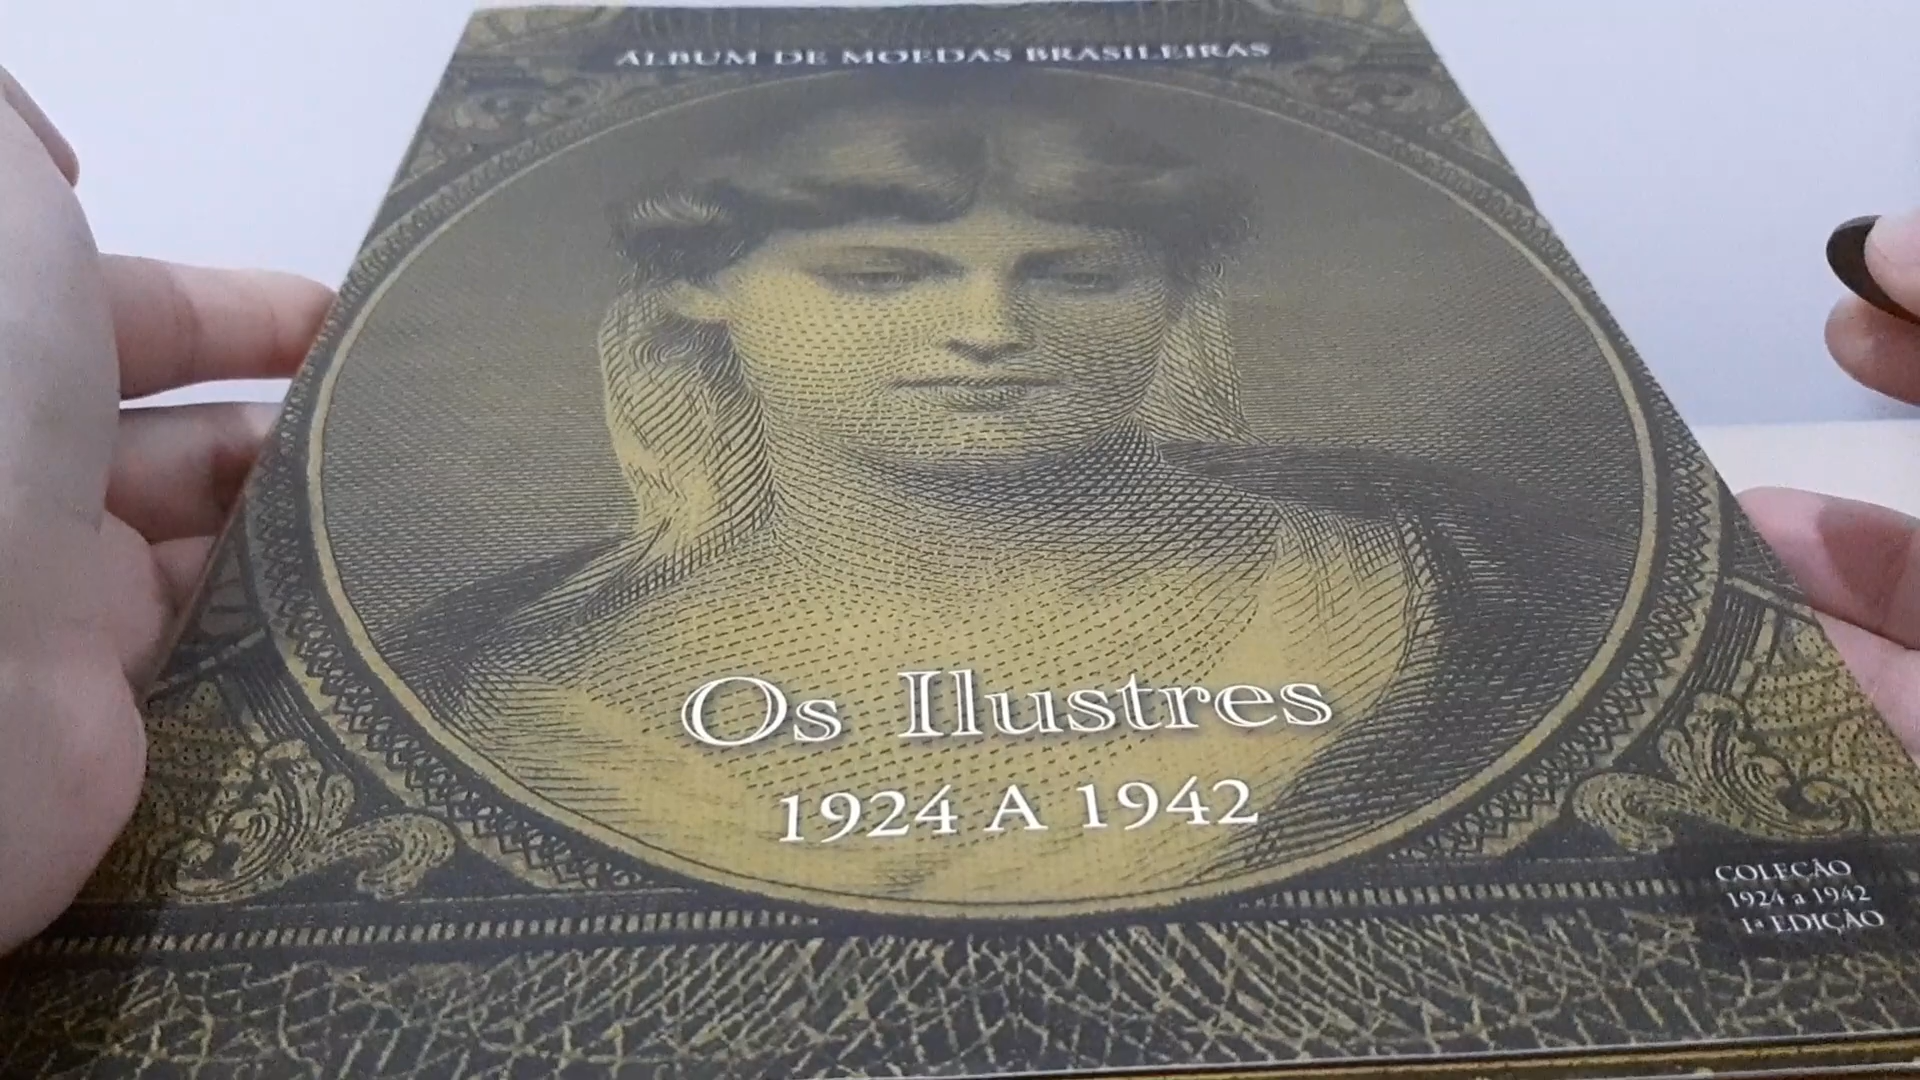 ÁLBUM DE MOEDAS BRASILEIRAS
Os Ilustres
1924 A 1942
COLEÇÃO
1924 a 1942
1ª EDIÇÃO